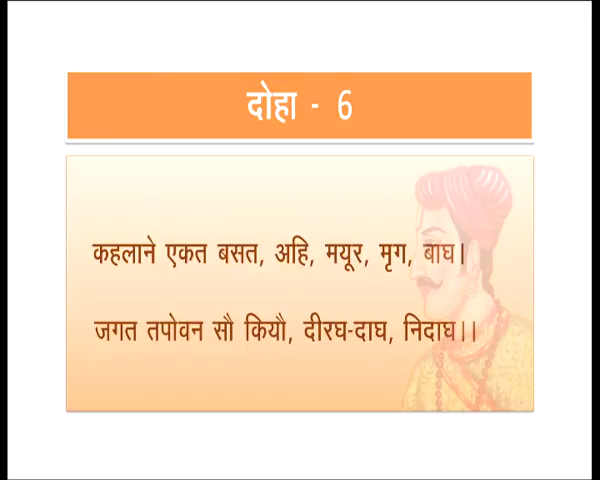 दोहा - 6
कहलाने एकत बसत, अहि, मयूर, मृग, बाघ।
जगत तपोवन सौ कियौ, दीरघ-दाघ, निदाघ।।